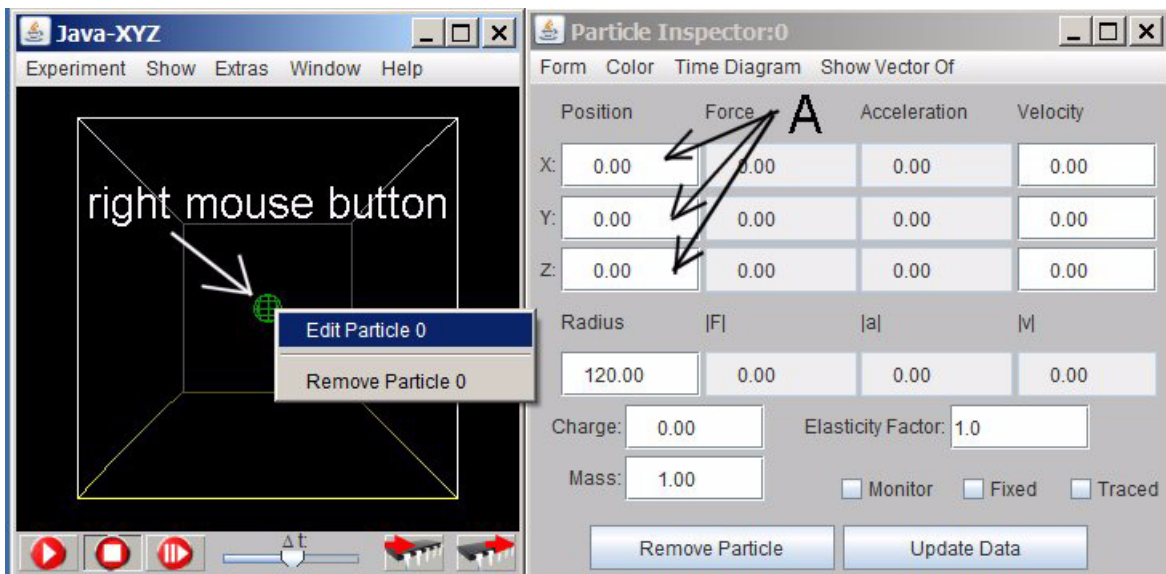 Java-XYZ
Experiment Show Extras Window Help
right mouse button
Edit Particle 0
Remove Particle 0
Δt:
Particle Inspector:0
Form Color Time Diagram Show Vector Of
Position Force A Acceleration Velocity
X: 0.00 0.00 0.00 0.00
Y: 0.00 0.00 0.00 0.00
Z: 0.00 0.00 0.00 0.00
Radius |F| |a| |v|
120.00 0.00 0.00 0.00
Charge: 0.00 Elasticity Factor: 1.0
Mass: 1.00 Monitor Fixed Traced
Remove Particle Update Data